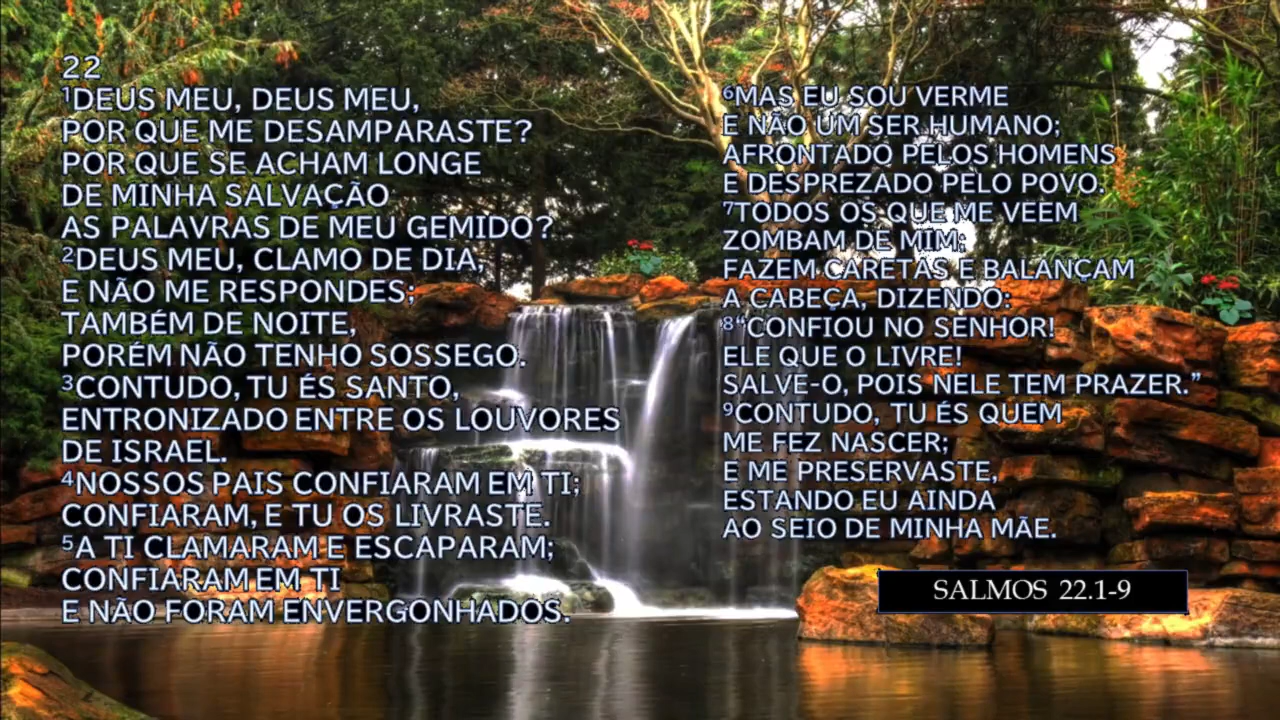 22
¹DEUS MEU, DEUS MEU,
POR QUE ME DESAMPARASTE?
POR QUE SE ACHAM LONGE
DE MINHA SALVAÇÃO
AS PALAVRAS DE MEU GEMIDO?
²DEUS MEU, CLAMO DE DIA,
E NÃO ME RESPONDES;
TAMBÉM DE NOITE,
PORÉM NÃO TENHO SOSSEGO.
³CONTUDO, TU ÉS SANTO,
ENTRONIZADO ENTRE OS LOUVORES
DE ISRAEL.
⁴NOSSOS PAIS CONFIARAM EM TI;
CONFIARAM, E TU OS LIVRASTE.
⁵A TI CLAMARAM E ESCAPARAM;
CONFIARAM EM TI
E NÃO FORAM ENVERGONHADOS.
⁶MAS EU SOU VERME
E NÃO UM SER HUMANO;
AFRONTADO PELOS HOMENS
E DESPREZADO PELO POVO.
⁷TODOS OS QUE ME VEEM
ZOMBAM DE MIM;
FAZEM CARETAS E BALANÇAM
A CABEÇA, DIZENDO:
⁸“CONFIOU NO SENHOR!
ELE QUE O LIVRE!
SALVE-O, POIS NELE TEM PRAZER.”
⁹CONTUDO, TU ÉS QUEM
ME FEZ NASCER;
E ME PRESERVASTE,
ESTANDO EU AINDA
AO SEIO DE MINHA MÃE.
SALMOS 22.1-9